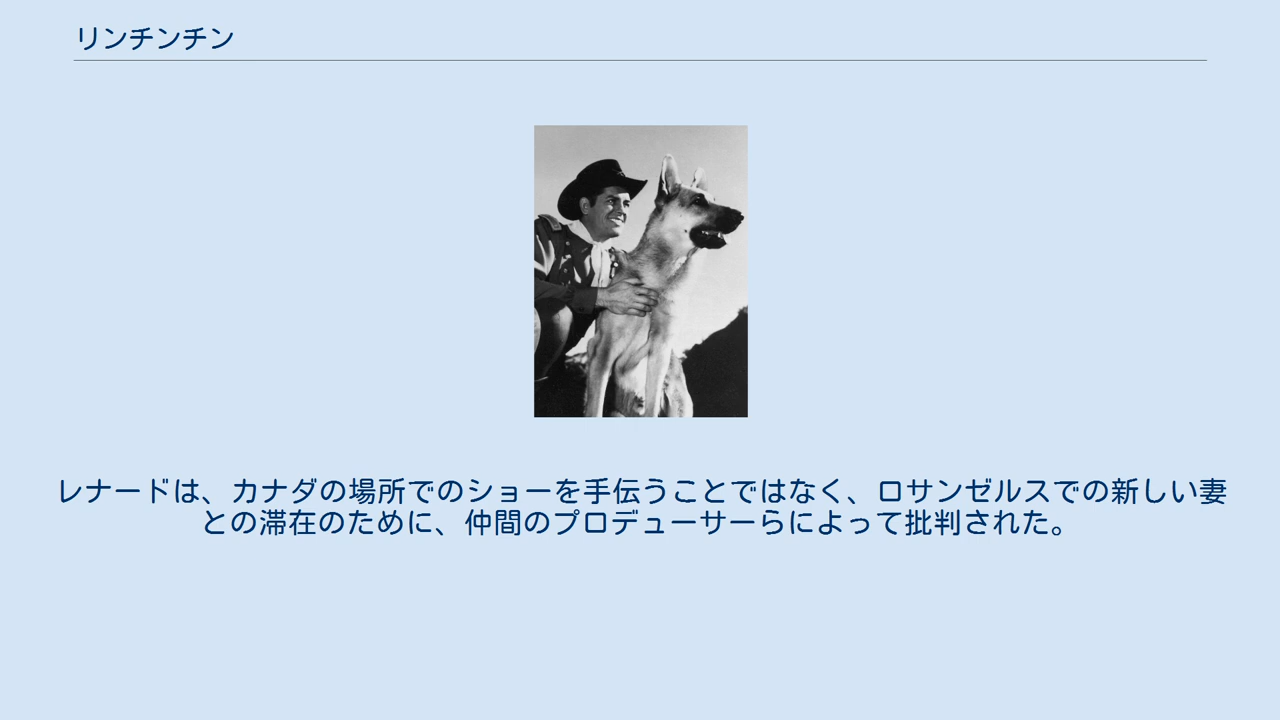 リンチンチン
レナードは、カナダの場所でのショーを手伝うことではなく、ロサンゼルスでの新しい妻
との滞在のために、仲間のプロデューサーらによって批判された。